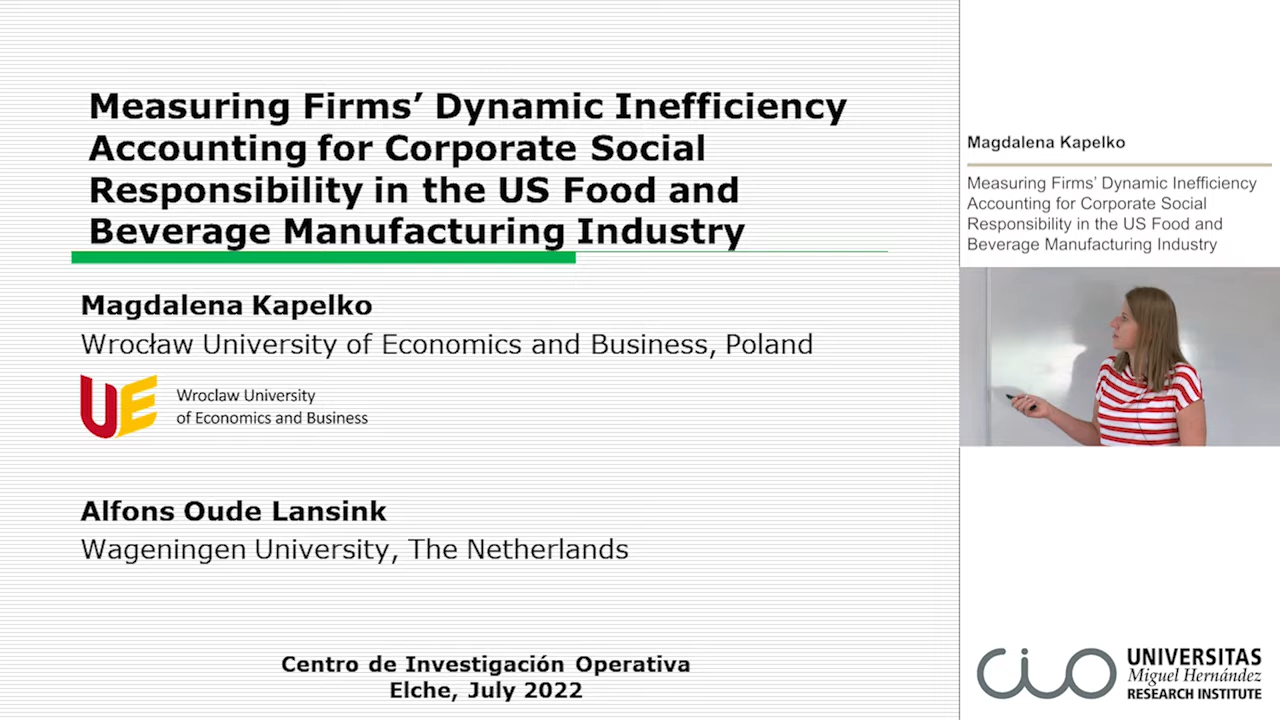 Measuring Firms’ Dynamic Inefficiency
Accounting for Corporate Social
Responsibility in the US Food and
Beverage Manufacturing Industry
Magdalena Kapelko
Wrocław University of Economics and Business, Poland
UE
Wroclaw University
of Economics and Business
Alfons Oude Lansink
Wageningen University, The Netherlands
Centro de Investigación Operativa
Elche, July 2022
Magdalena Kapelko
Measuring Firms’ Dynamic Inefficiency
Accounting for Corporate Social
Responsibility in the US Food and
Beverage Manufacturing Industry
cio
UNIVERSITAS
Miguel Hernández
RESEARCH INSTITUTE